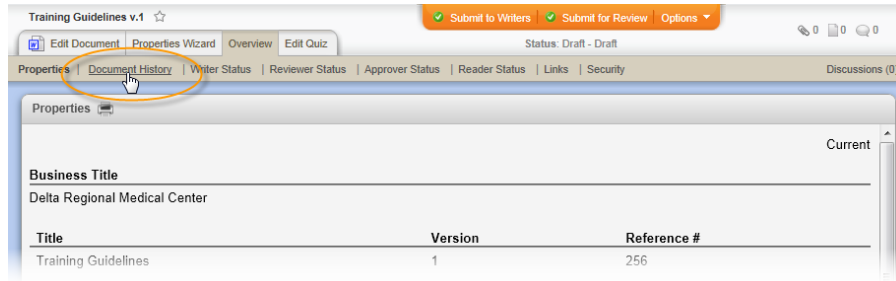 Training Guidelines v.1
Submit to Writers Submit for Review Options
0 0 0
Edit Document Properties Wizard Overview Edit Quiz Status: Draft - Draft
Properties | Document History | Writer Status | Reviewer Status | Approver Status | Reader Status | Links | Security Discussions (0
Properties
Current
Business Title
Delta Regional Medical Center
Title Version Reference #
Training Guidelines 1 256